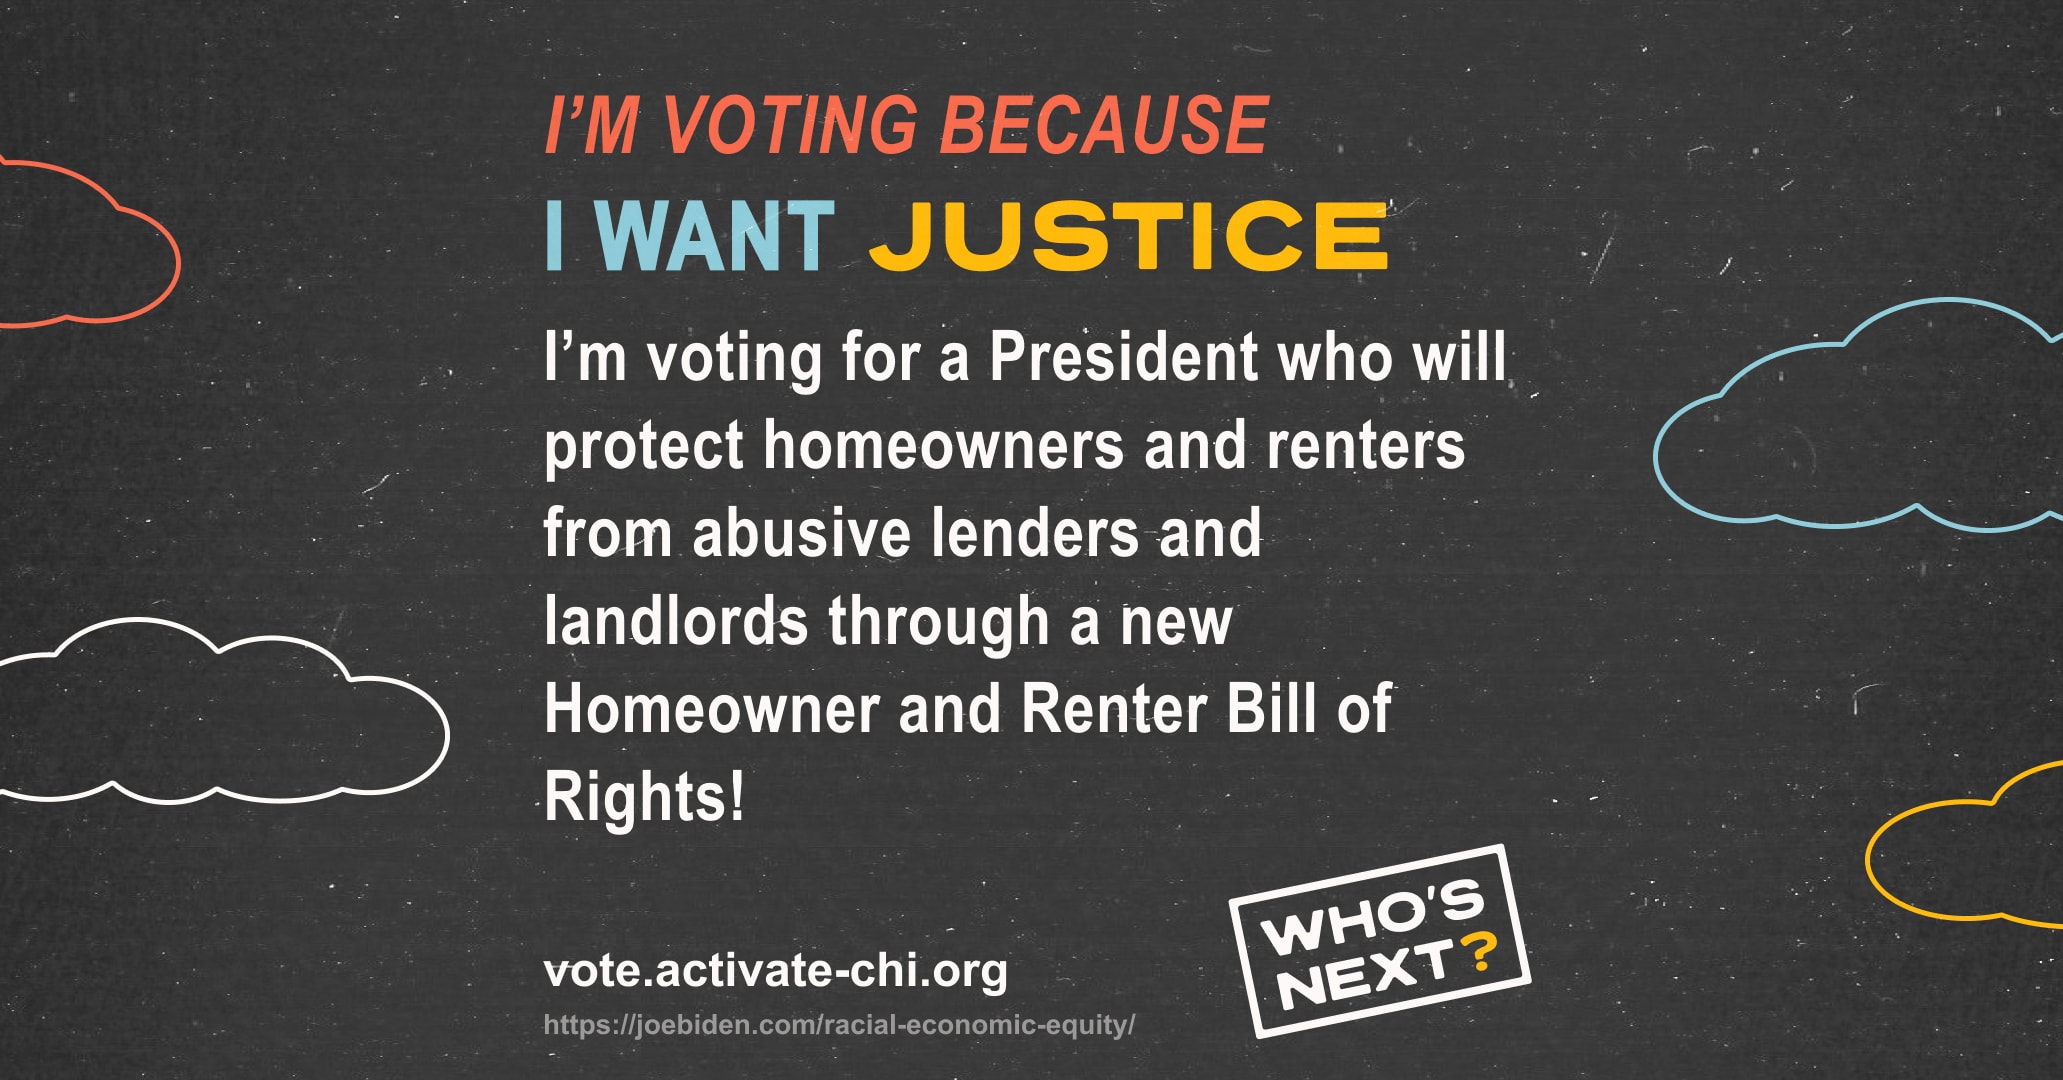 I’M VOTING BECAUSE
I WANT JUSTICE
I’m voting for a President who will
protect homeowners and renters
from abusive lenders and
landlords through a new
Homeowner and Renter Bill of
Rights!
WHO'S
NEXT?
vote.activate-chi.org
https://joebiden.com/racial-economic-equity/